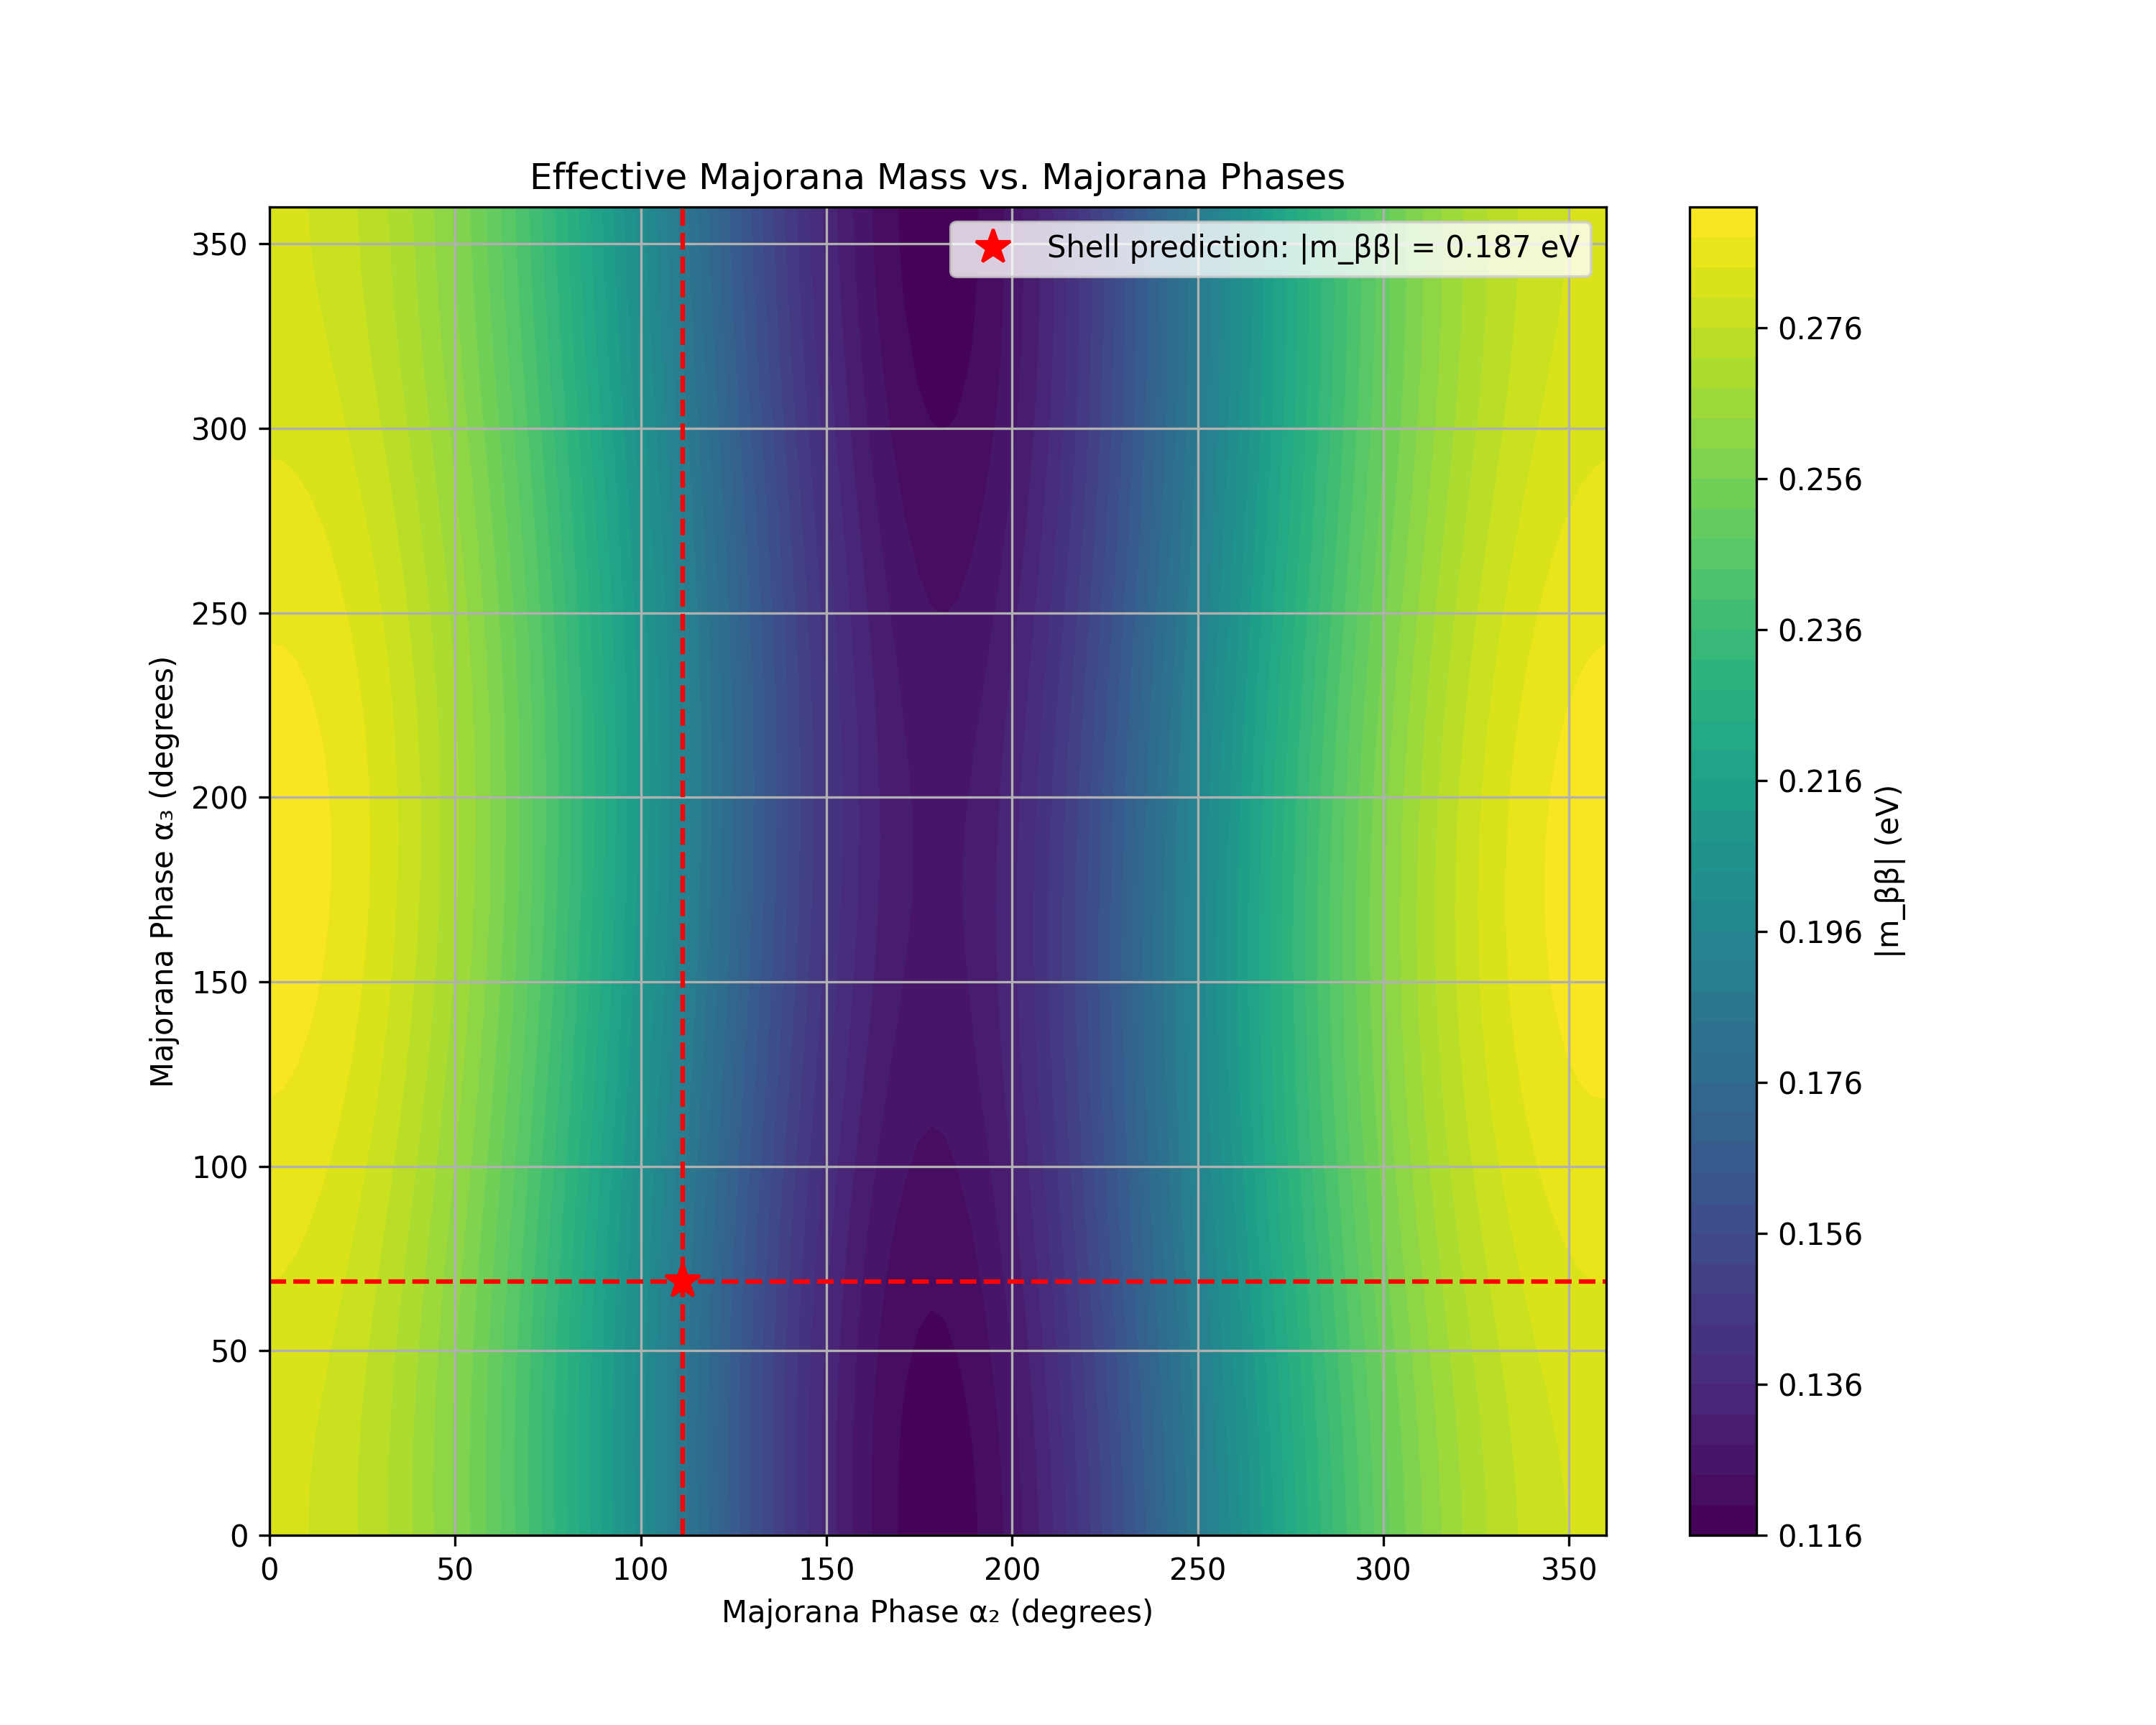 Effective Majorana Mass vs. Majorana Phases
Shell prediction: |m_ββ| = 0.187 eV
350
300
250
200
150
100
50
0
Majorana Phase α₃ (degrees)
0 50 100 150 200 250 300 350
Majorana Phase α₂ (degrees)
0.276
0.256
0.236
0.216
0.196
0.176
0.156
0.136
0.116
|m_ββ| (eV)